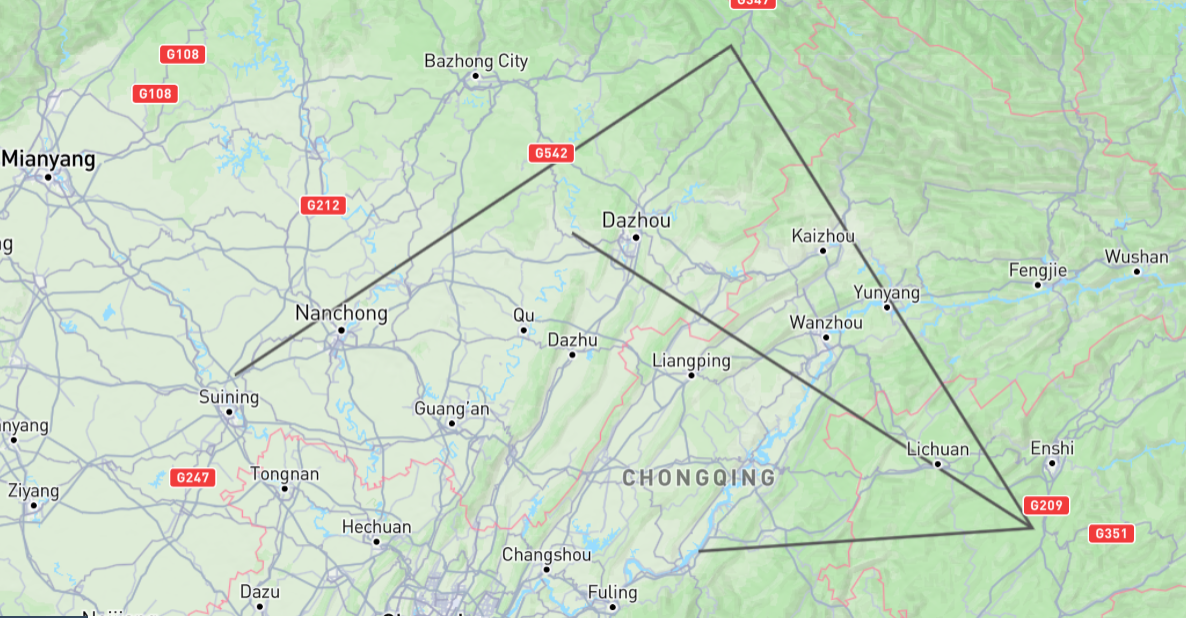 G347
G108
Bazhong City
G108
Mianyang
G542
G212
Dazhou
Kaizhou
Wushan
Fengjie
Yunyang
Nanchong
Qu
Wanzhou
Dazhu
Liangping
Suining
Guang'an
nyang
Lichuan
Enshi
G247
Tongnan
CHONGQING
Ziyang
G209
Hechuan
G351
Changshou
Dazu
Fuling